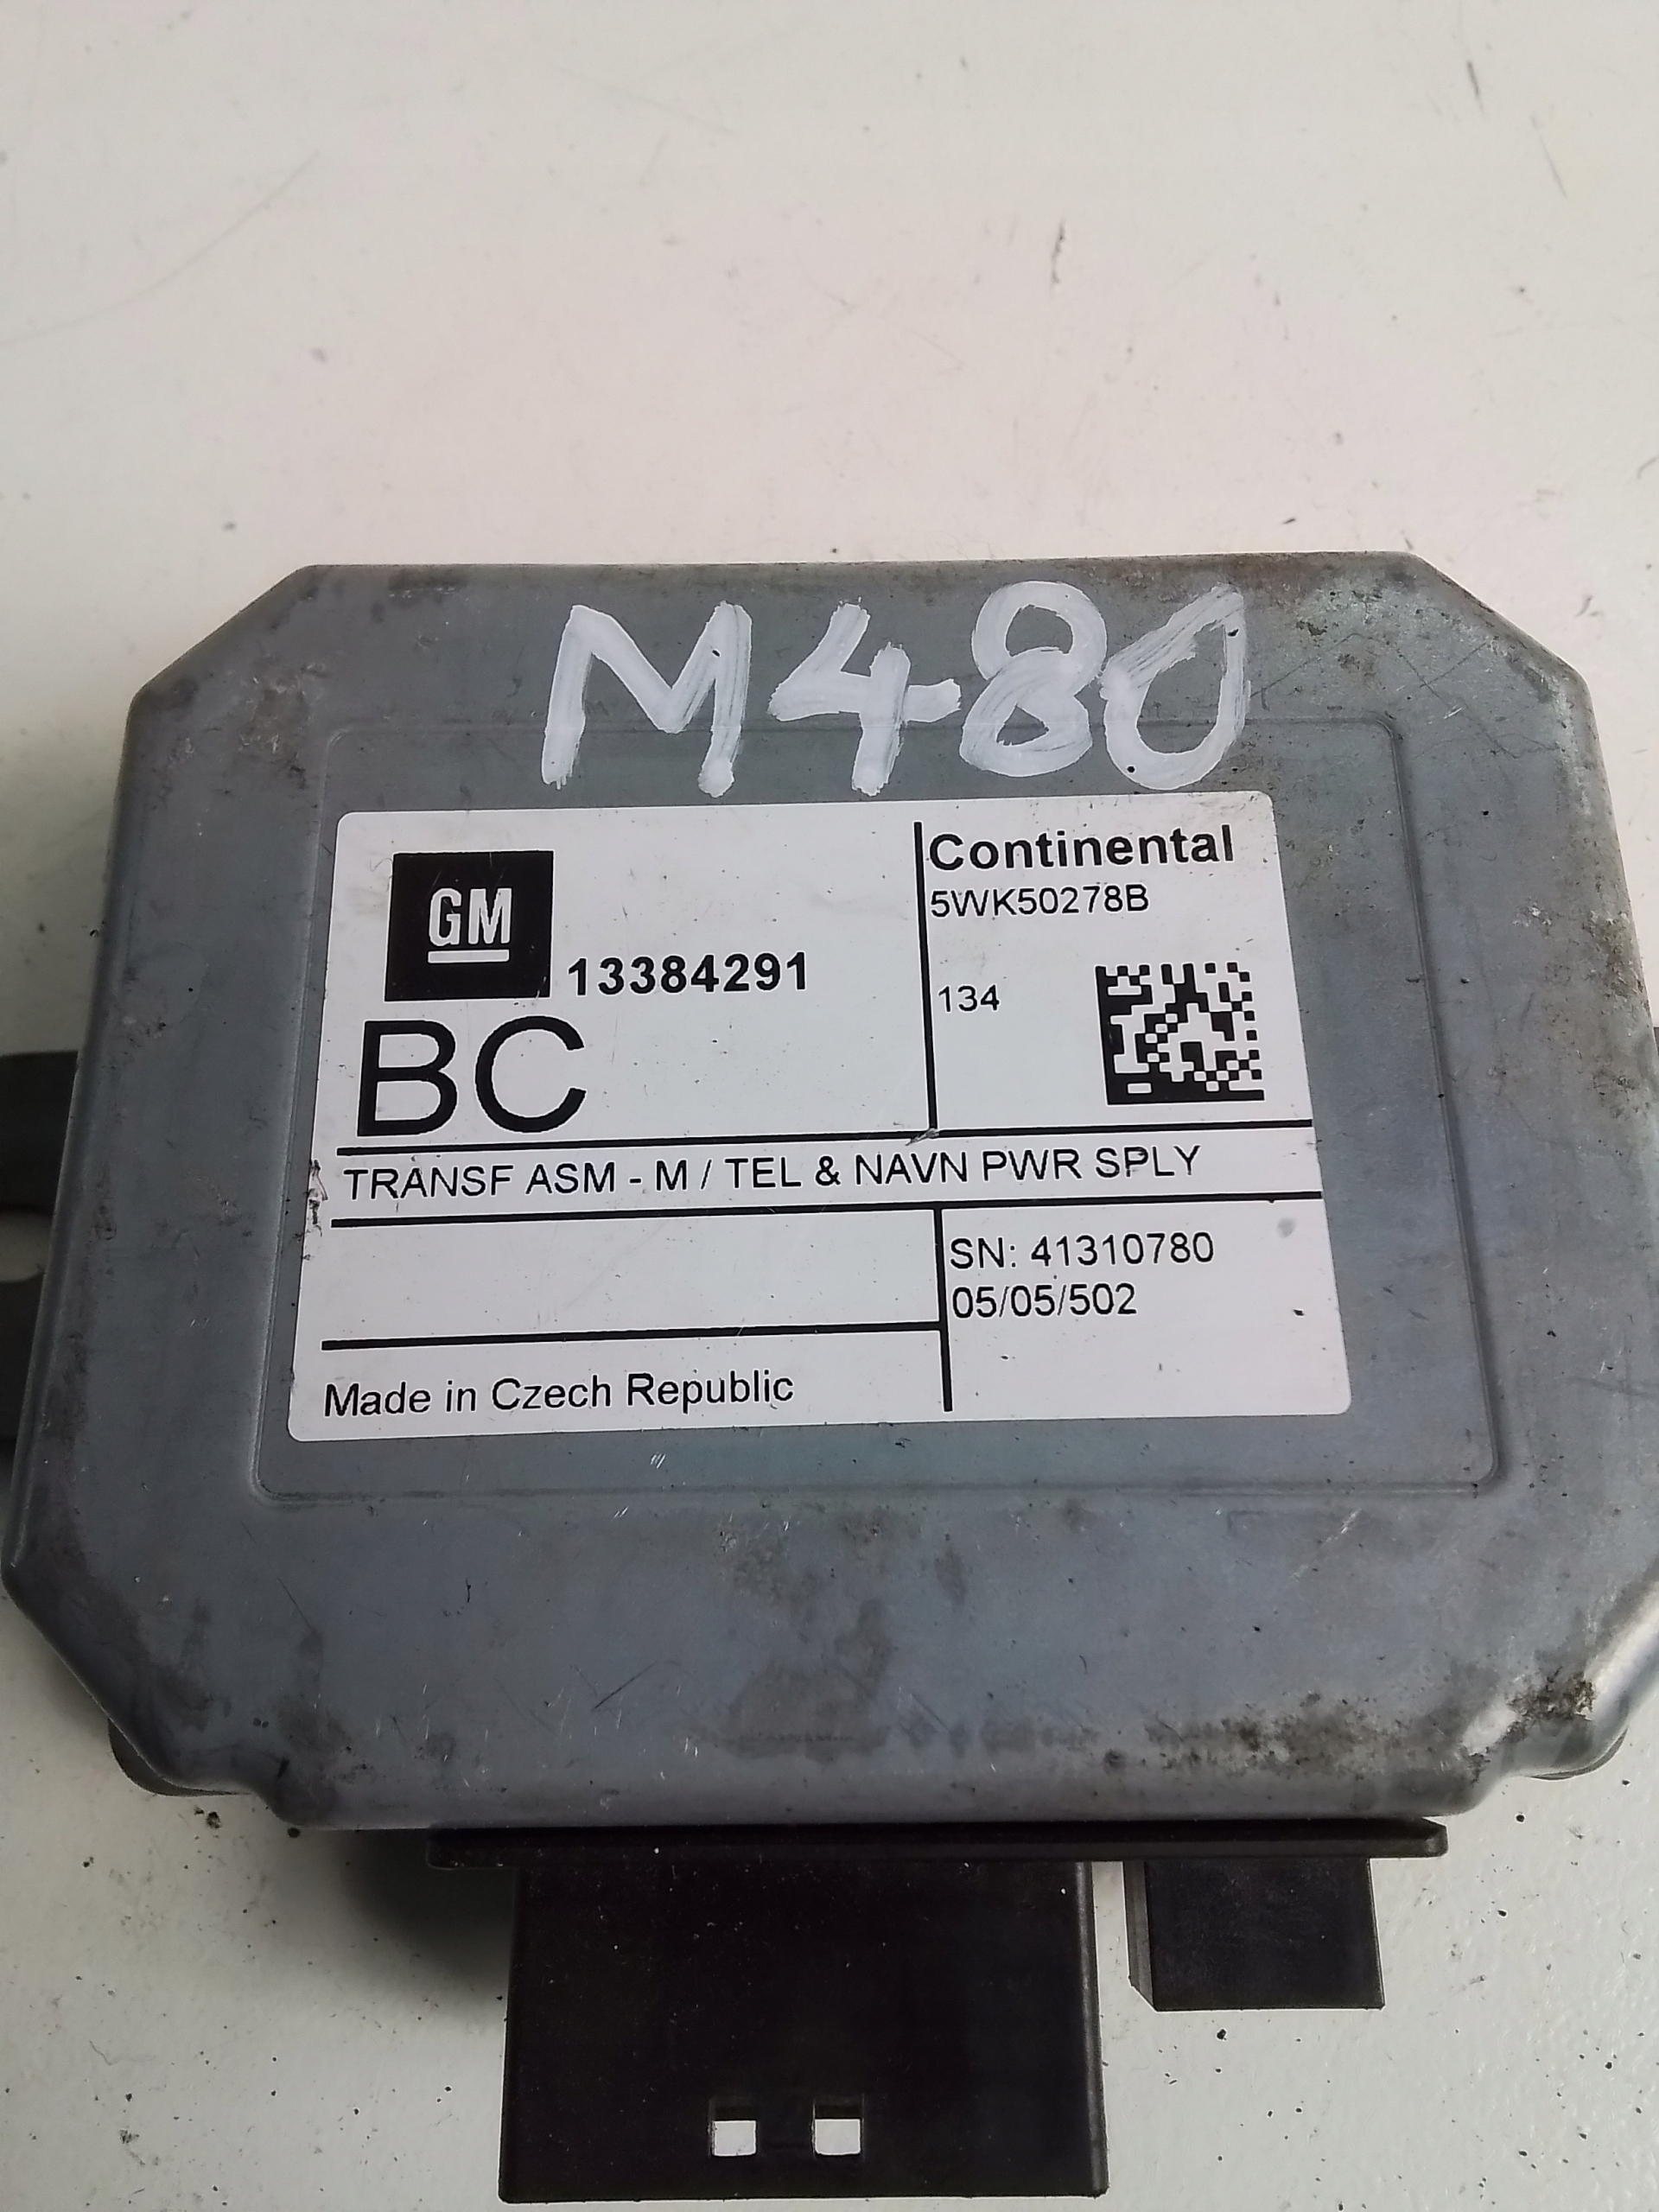 M480
GM
13384291
BC
Continental
5WK50278B
134
TRANSF ASM - M / TEL & NAVN PWR SPLY
SN: 41310780
05/05/502
Made in Czech Republic